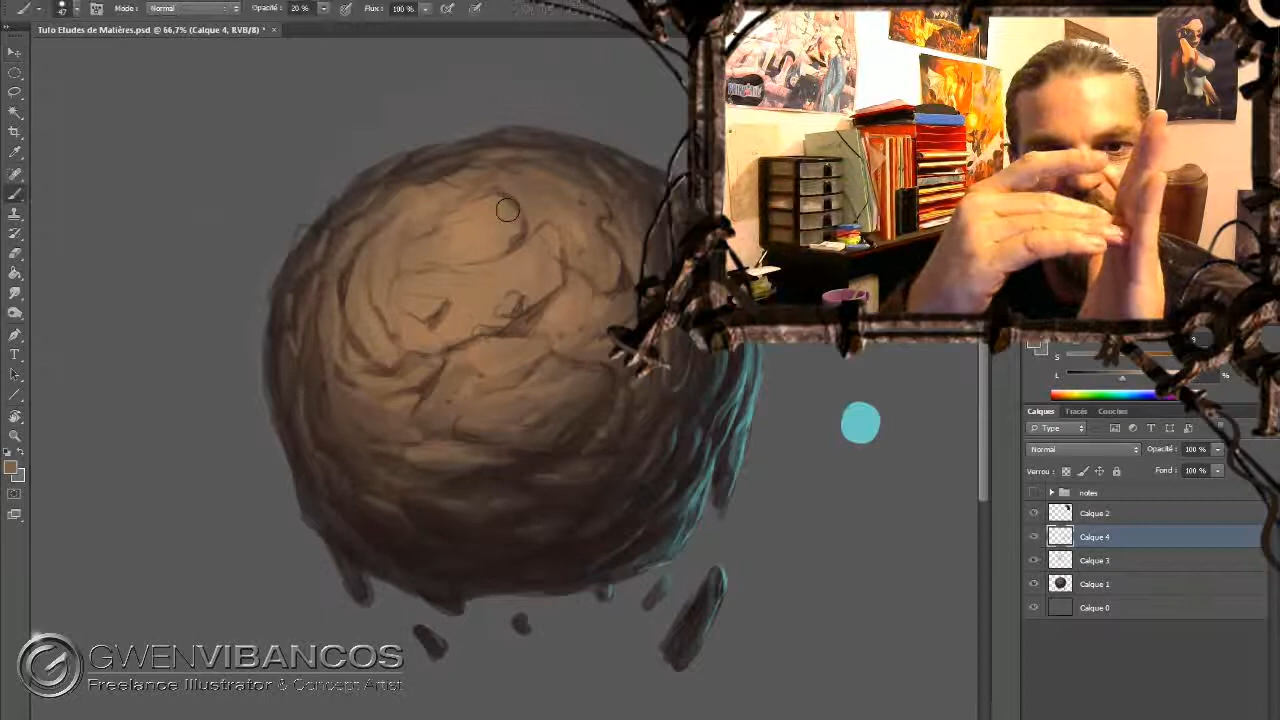 47 Mode : Normal Opacité : 20 % Flux : 100 %
Tuto Etudes de Matières.psd @ 66,7% (Calque 4, RVB/8) * ×
S
L %
Calques Tracés Couches
Type
Normal Opacité : 100 %
Verrou : Fond : 100 %
notes
Calque 2
Calque 4
Calque 3
Calque 1
Calque 0
GWENVIBANCOS
Freelance Illustrator & Concept Artist